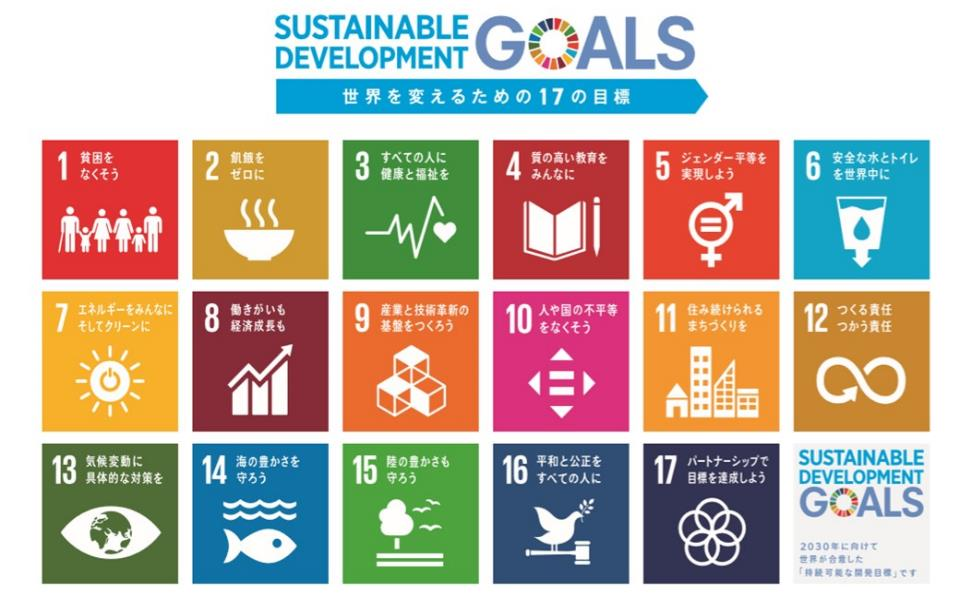 SUSTAINABLE
DEVELOPMENT
GOALS
世界を変えるための17の目標
1 貧困を
なくそう
2 飢餓を
ゼロに
3 すべての人に
健康と福祉を
4 質の高い教育を
みんなに
5 ジェンダー平等を
実現しよう
6 安全な水とトイレ
を世界中に
7 エネルギーをみんなに
そしてクリーンに
8 働きがいも
経済成長も
9 産業と技術革新の
基盤をつくろう
10 人や国の不平等
をなくそう
11 住み続けられる
まちづくりを
12 つくる責任
つかう責任
13 気候変動に
具体的な対策を
14 海の豊かさを
守ろう
15 陸の豊かさも
守ろう
16 平和と公正を
すべての人に
17 パートナーシップで
目標を達成しよう
SUSTAINABLE
DEVELOPMENT
GOALS
2030年に向けて
世界が合意した
「持続可能な開発目標」です